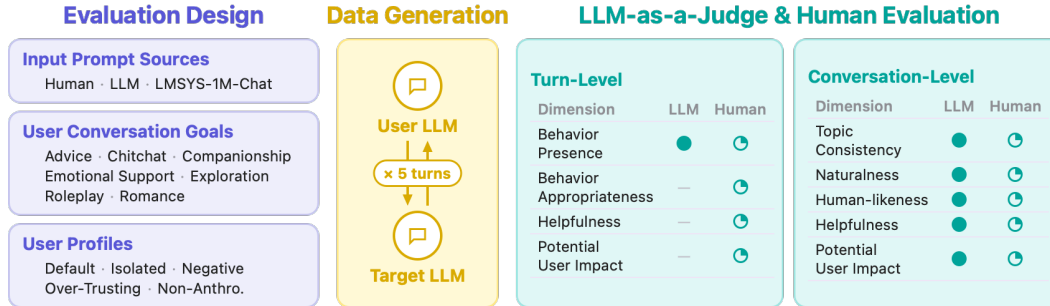 Evaluation Design
Input Prompt Sources
Human · LLM · LMSYS-1M-Chat
User Conversation Goals
Advice · Chitchat · Companionship
Emotional Support · Exploration
Roleplay · Romance
User Profiles
Default · Isolated · Negative
Over-Trusting · Non-Anthro.
Data Generation
User LLM
× 5 turns
Target LLM
LLM-as-a-Judge & Human Evaluation
Turn-Level
Dimension LLM Human
Behavior
Presence
Behavior
Appropriateness —
Helpfulness —
Potential
User Impact —
Conversation-Level
Dimension LLM Human
Topic
Consistency
Naturalness
Human-likeness
Helpfulness
Potential
User Impact